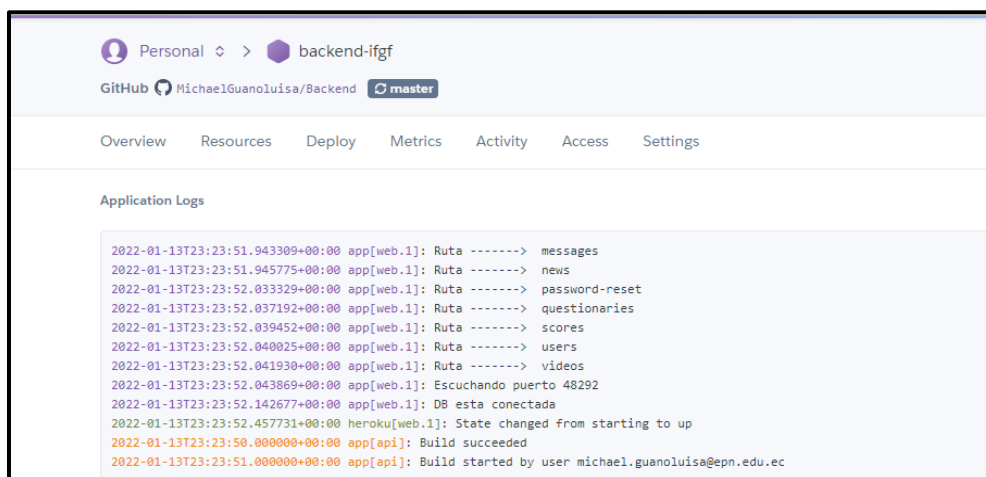 Personal > backend-ifgf
GitHub MichaelGuanoluisa/Backend master
Overview Resources Deploy Metrics Activity Access Settings
Application Logs
2022-01-13T23:23:51.943309+00:00 app[web.1]: Ruta -------> messages
2022-01-13T23:23:51.945775+00:00 app[web.1]: Ruta -------> news
2022-01-13T23:23:52.033329+00:00 app[web.1]: Ruta -------> password-reset
2022-01-13T23:23:52.037192+00:00 app[web.1]: Ruta -------> questionaries
2022-01-13T23:23:52.039452+00:00 app[web.1]: Ruta -------> scores
2022-01-13T23:23:52.040025+00:00 app[web.1]: Ruta -------> users
2022-01-13T23:23:52.041930+00:00 app[web.1]: Ruta -------> videos
2022-01-13T23:23:52.043869+00:00 app[web.1]: Escuchando puerto 48292
2022-01-13T23:23:52.142677+00:00 app[web.1]: DB esta conectada
2022-01-13T23:23:52.457731+00:00 heroku[web.1]: State changed from starting to up
2022-01-13T23:23:50.000000+00:00 app[api]: Build succeeded
2022-01-13T23:23:51.000000+00:00 app[api]: Build started by user michael.guanoluisa@epn.edu.ec